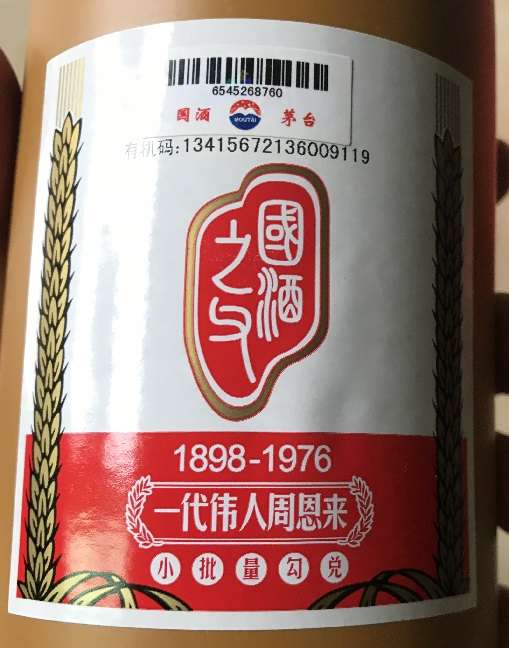 6545268760
国酒 MOUTAI 茅台
有机码:13415672136009119
國酒
之父
1898-1976
一代伟人周恩来
小批量勾兑